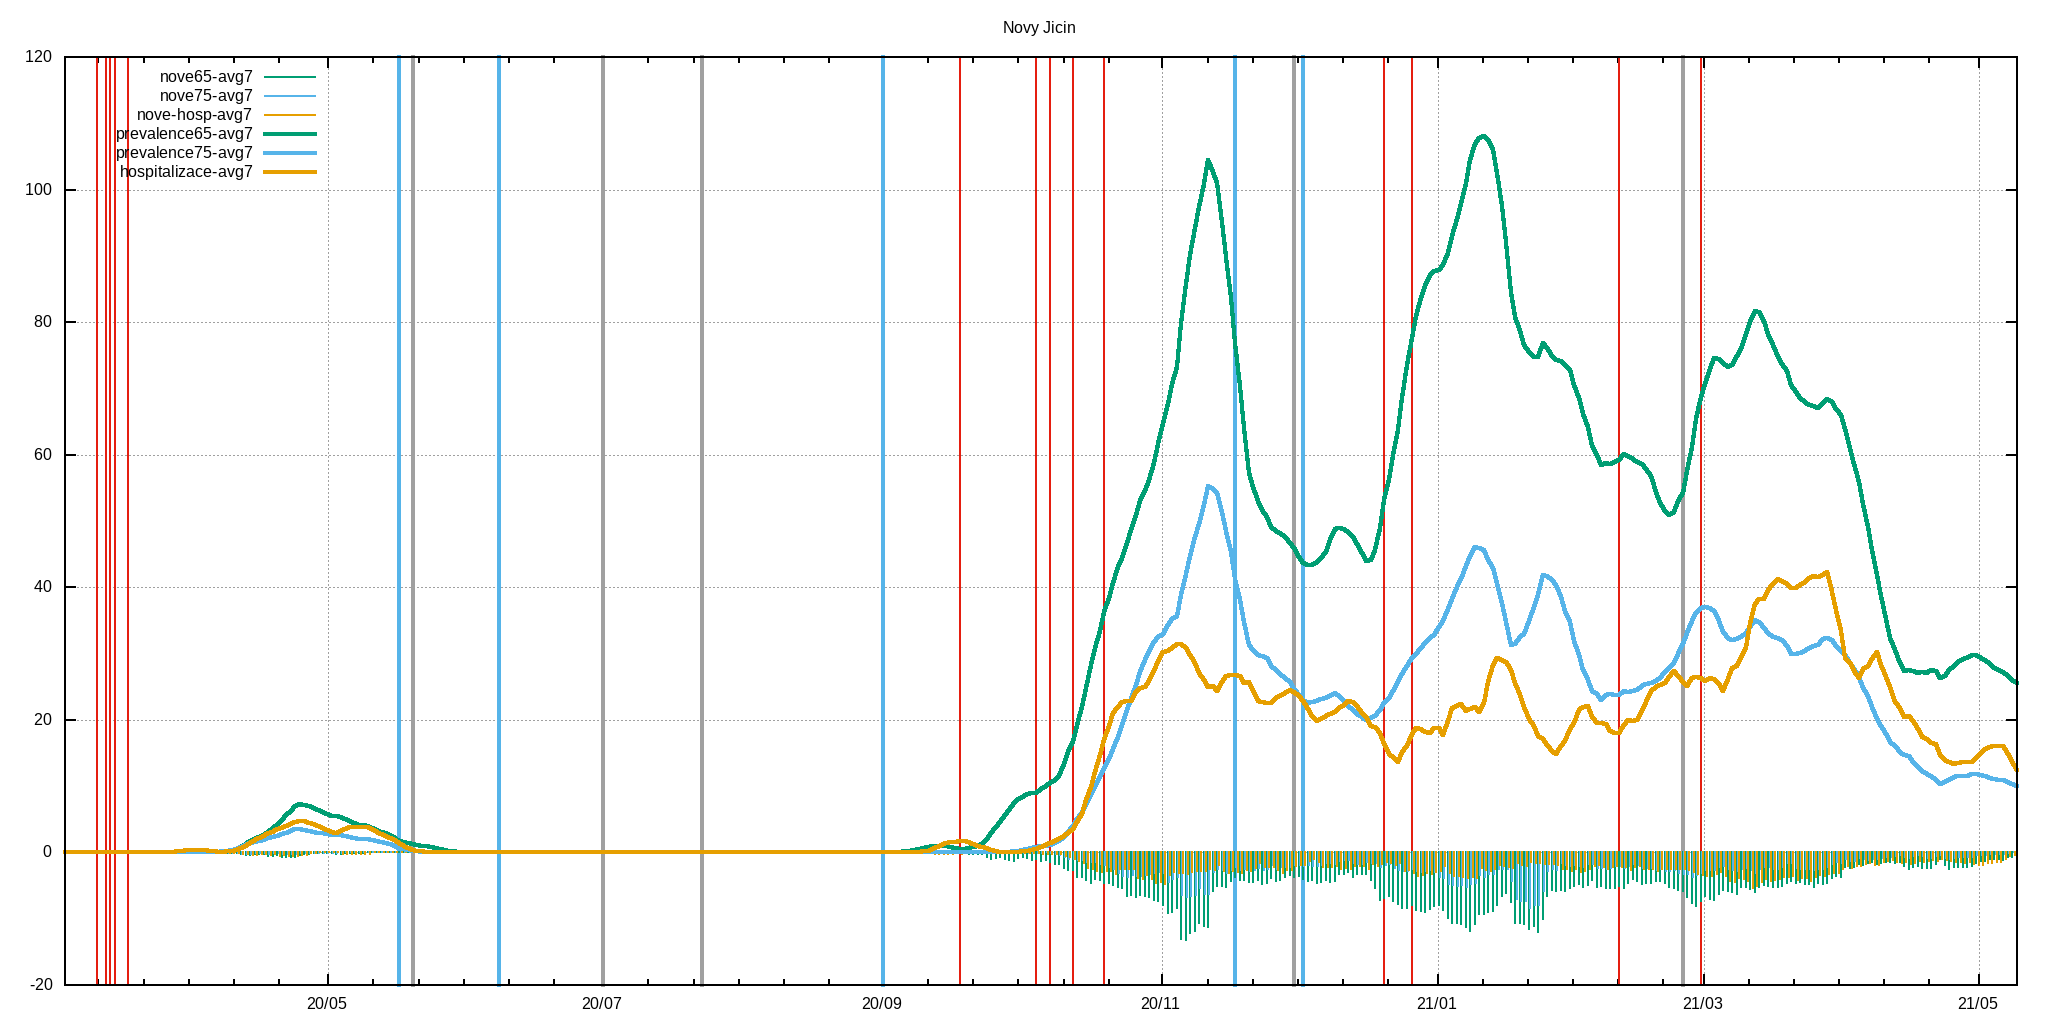 Novy Jicin
120
100
80
60
40
20
0
-20
nove65-avg7
nove75-avg7
nove-hosp-avg7
prevalence65-avg7
prevalence75-avg7
hospitalizace-avg7
20/05 20/07 20/09 20/11 21/01 21/03 21/05